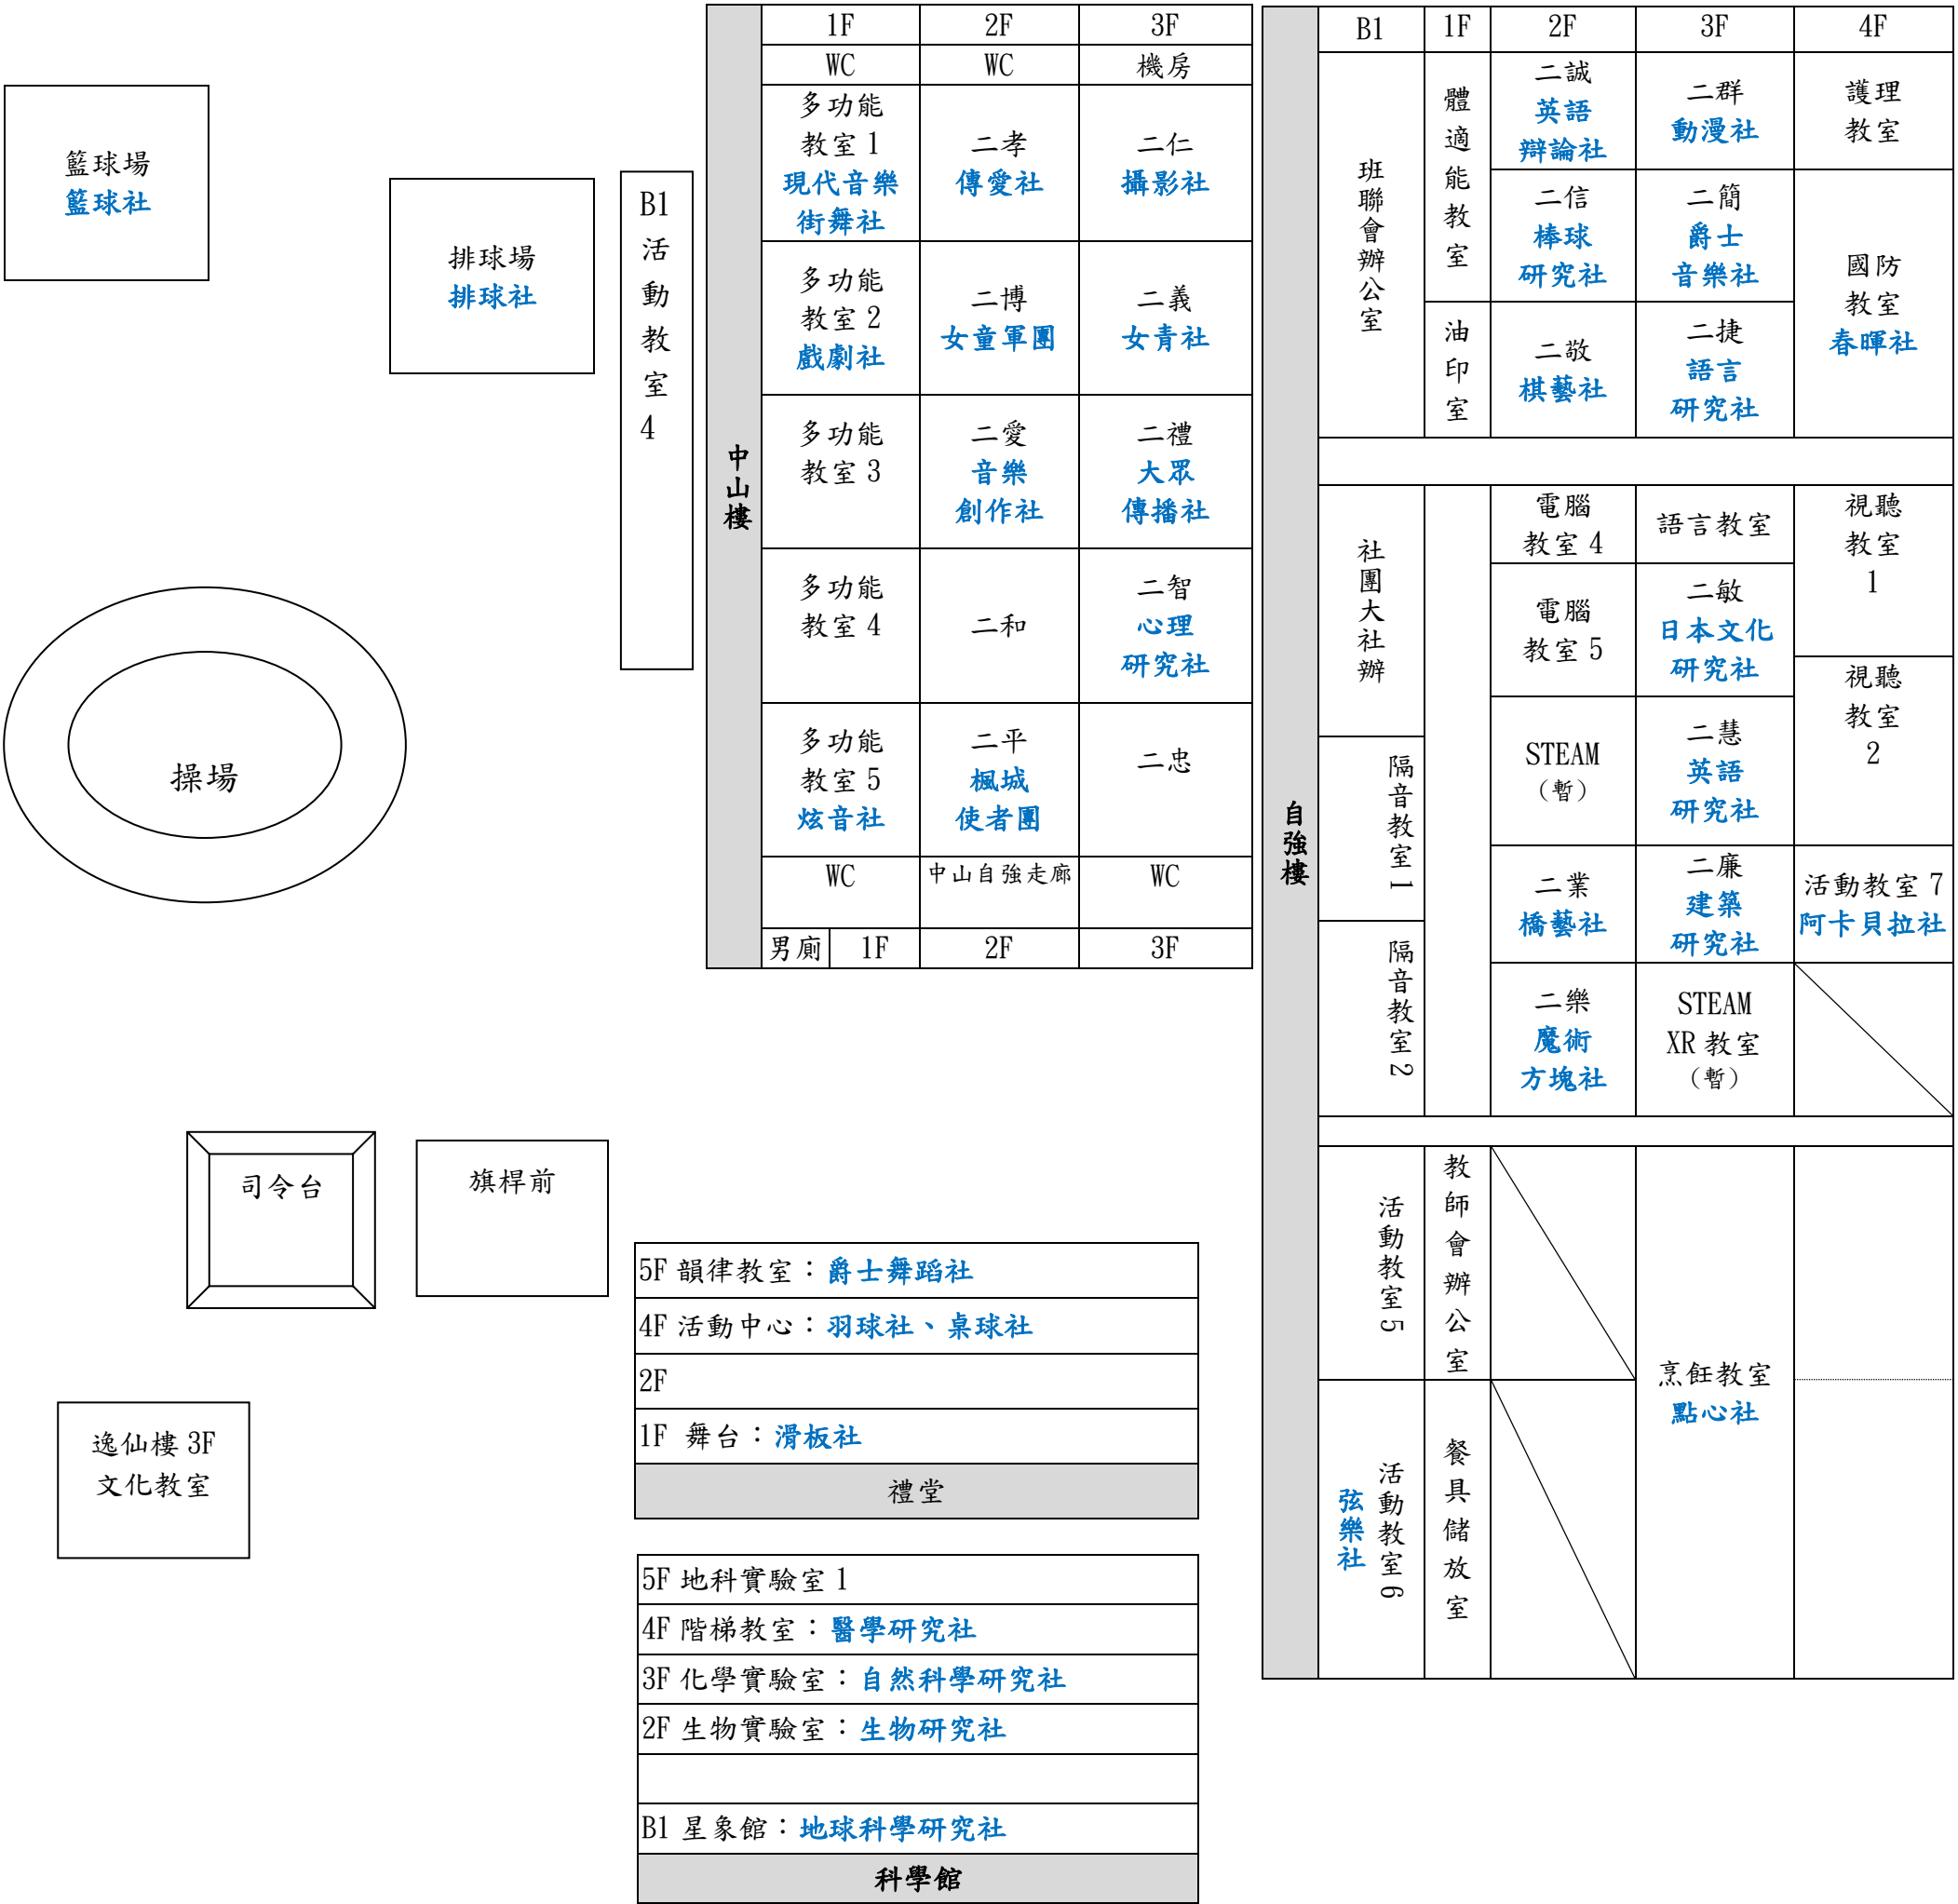 籃球場
籃球社
排球場
排球社
B1
活
動
教
室
4
操場
司令台
旗桿前
逸仙樓 3F
文化教室
中山樓
1F 2F 3F
WC WC 機房
多功能
教室 1
現代音樂
街舞社
二孝
傳愛社
二仁
攝影社
多功能
教室 2
戲劇社
二博
女童軍團
二義
女青社
多功能
教室 3
二愛
音樂
創作社
二禮
大眾
傳播社
多功能
教室 4
二和
二智
心理
研究社
多功能
教室 5
炫音社
二平
楓城
使者團
二忠
WC 中山自強走廊 WC
男廁 1F 2F 3F
5F 韻律教室：爵士舞蹈社
4F 活動中心：羽球社、桌球社
2F
1F 舞台：滑板社
禮堂
5F 地科實驗室 1
4F 階梯教室：醫學研究社
3F 化學實驗室：自然科學研究社
2F 生物實驗室：生物研究社
B1 星象館：地球科學研究社
科學館
自強樓
B1 1F 2F 3F 4F
班聯會辦公室
體適能教室
二誠
英語
辯論社
二群
動漫社
護理
教室
二信
棒球
研究社
二簡
爵士
音樂社
國防
教室
春暉社
油印室
二敬
棋藝社
二捷
語言
研究社
社團大社辦
電腦
教室 4
語言教室
視聽
教室
1
電腦
教室 5
二敏
日本文化
研究社
視聽
教室
2
隔音教室 1
STEAM
（暫）
二慧
英語
研究社
二業
橋藝社
二廉
建築
研究社
活動教室 7
阿卡貝拉社
隔音教室 2
二樂
魔術
方塊社
STEAM
XR 教室
（暫）
活動教室 5
教師會辦公室
烹飪教室
點心社
活動教室 6
弦樂社
餐具儲放室